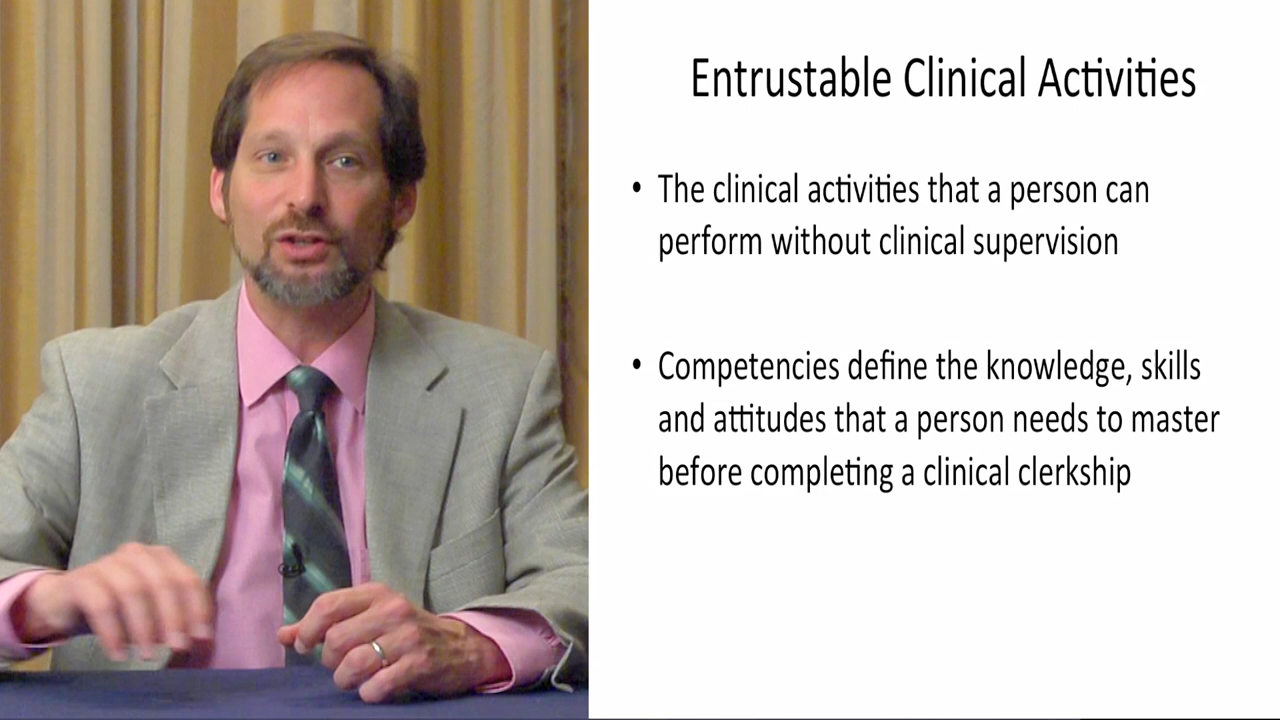 Entrustable Clinical Activities
• The clinical activities that a person can
perform without clinical supervision
• Competencies define the knowledge, skills
and attitudes that a person needs to master
before completing a clinical clerkship